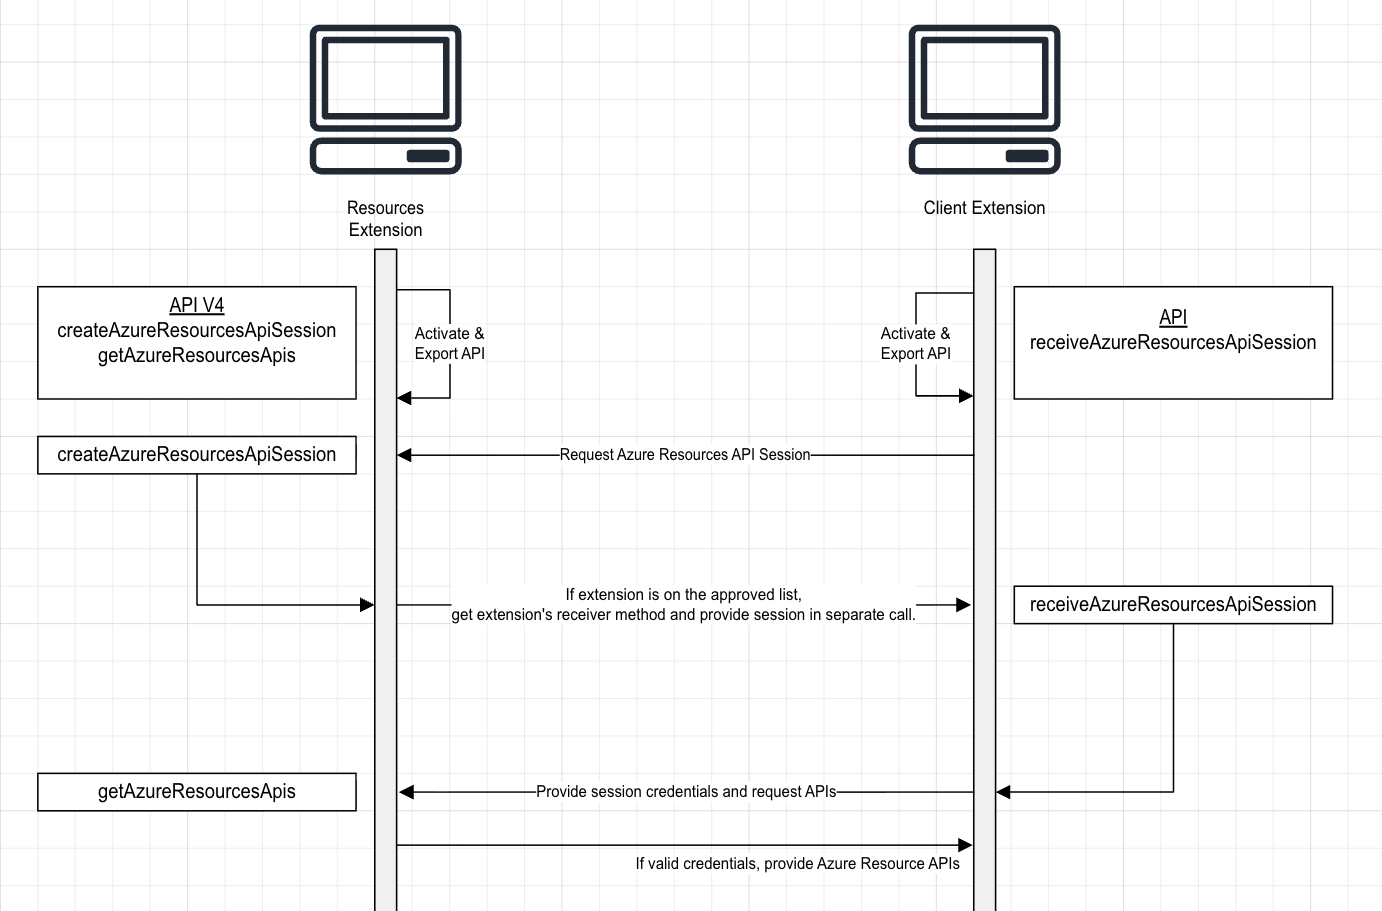 Resources
Extension
Client Extension
API V4
createAzureResourcesApiSession
getAzureResourcesApis
Activate &
Export API
Activate &
Export API
API
receiveAzureResourcesApiSession
createAzureResourcesApiSession
Request Azure Resources API Session
If extension is on the approved list,
get extension's receiver method and provide session in separate call.
receiveAzureResourcesApiSession
getAzureResourcesApis
Provide session credentials and request APIs
If valid credentials, provide Azure Resource APIs